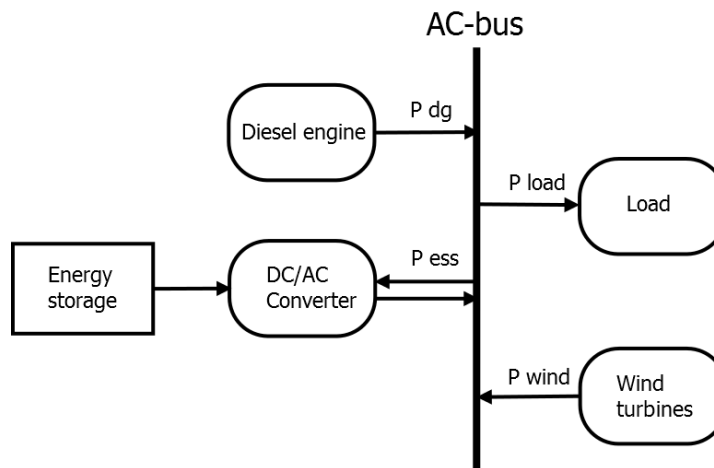 AC-bus
P dg
Diesel engine
P load
Load
Energy
storage
DC/AC
Converter
P ess
P wind
Wind
turbines